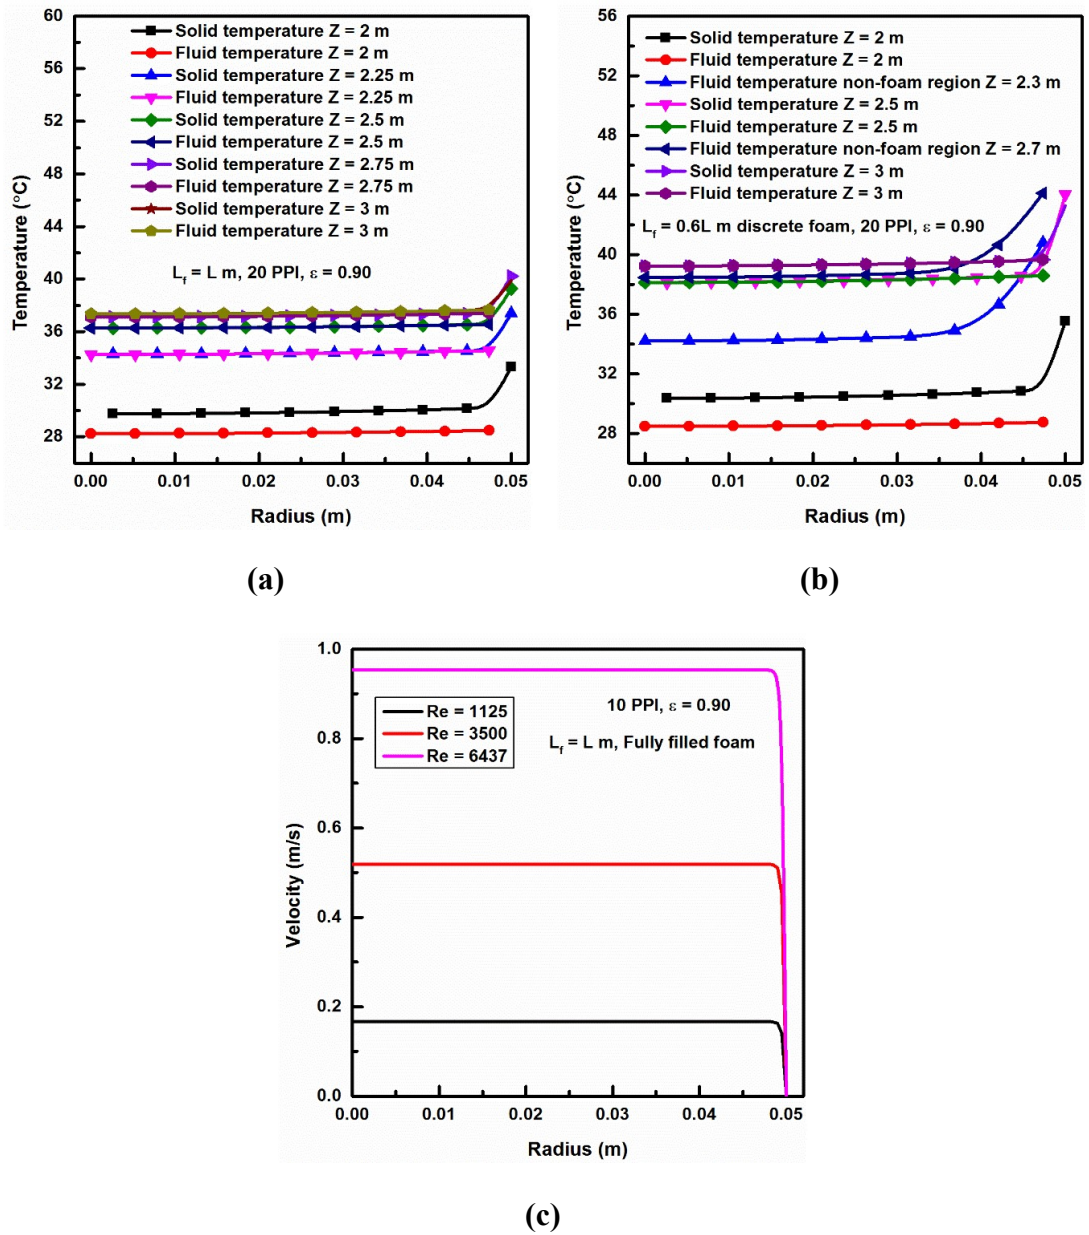 60
56
52
48
44
40
36
32
28
Temperature (°C)
Solid temperature Z = 2 m
Fluid temperature Z = 2 m
Solid temperature Z = 2.25 m
Fluid temperature Z = 2.25 m
Solid temperature Z = 2.5 m
Fluid temperature Z = 2.5 m
Solid temperature Z = 2.75 m
Fluid temperature Z = 2.75 m
Solid temperature Z = 3 m
Fluid temperature Z = 3 m
Lf = L m, 20 PPI, ε = 0.90
0.00 0.01 0.02 0.03 0.04 0.05
Radius (m)
(a)
56
52
48
44
40
36
32
28
Temperature (°C)
Solid temperature Z = 2 m
Fluid temperature Z = 2 m
Fluid temperature non-foam region Z = 2.3 m
Solid temperature Z = 2.5 m
Fluid temperature Z = 2.5 m
Fluid temperature non-foam region Z = 2.7 m
Solid temperature Z = 3 m
Fluid temperature Z = 3 m
Lf = 0.6L m discrete foam, 20 PPI, ε = 0.90
0.00 0.01 0.02 0.03 0.04 0.05
Radius (m)
(b)
1.0
0.8
0.6
0.4
0.2
0.0
Velocity (m/s)
Re = 1125
Re = 3500
Re = 6437
10 PPI, ε = 0.90
Lf = L m, Fully filled foam
0.00 0.01 0.02 0.03 0.04 0.05
Radius (m)
(c)